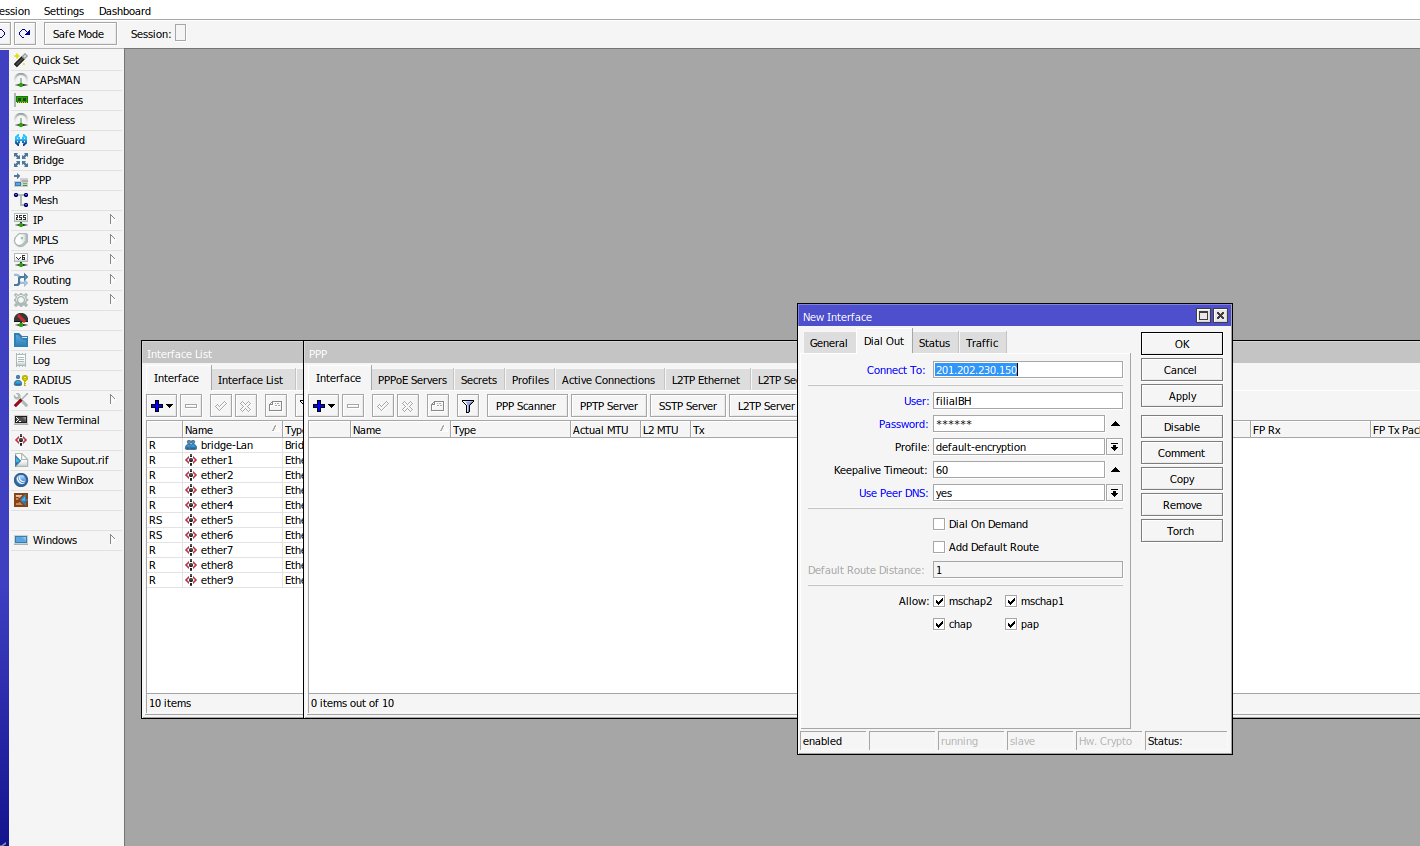 ession Settings Dashboard
Safe Mode Session:
Quick Set
CAPsMAN
Interfaces
Wireless
WireGuard
Bridge
PPP
Mesh
IP
MPLS
IPv6
Routing
System
Queues
Files
Log
RADIUS
Tools
New Terminal
Dot1X
Make Supout.rif
New WinBox
Exit
Windows
Interface List
Interface Interface List
Name Type
R bridge-Lan Brid
R ether1 Ethe
R ether2 Ethe
R ether3 Ethe
R ether4 Ethe
RS ether5 Ethe
RS ether6 Ethe
R ether7 Ethe
R ether8 Ethe
R ether9 Ethe
10 items
PPP
Interface PPPoE Servers Secrets Profiles Active Connections L2TP Ethernet L2TP Se
PPP Scanner PPTP Server SSTP Server L2TP Server
Name Type Actual MTU L2 MTU Tx FP Rx FP Tx Pac
0 items out of 10
New Interface
General Dial Out Status Traffic
Connect To: 201.202.230.150
User: filialBH
Password: ******
Profile: default-encryption
Keepalive Timeout: 60
Use Peer DNS: yes
Dial On Demand
Add Default Route
Default Route Distance: 1
Allow: mschap2 mschap1
chap pap
OK
Cancel
Apply
Disable
Comment
Copy
Remove
Torch
enabled running slave Hw. Crypto Status: